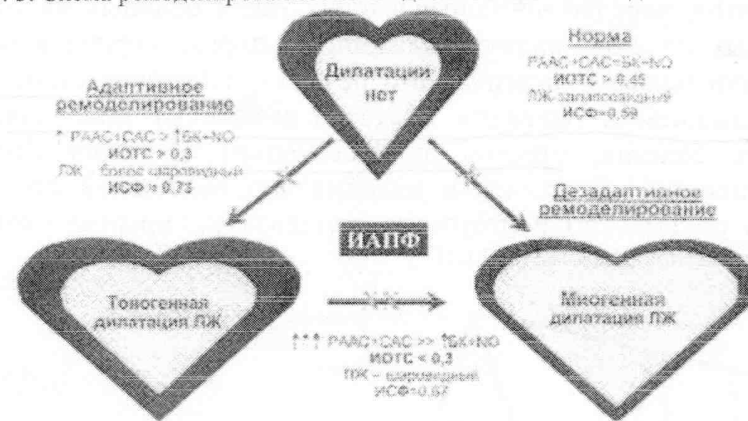 Схема ремоделирования
Дилатации
нет
Норма
РААС+САС=БК+NO
ИОТС > 0,45
ЛЖ-эллипсовидный
ИСФ=0,59
Адаптивное
ремоделирование
↑ РААС+САС > ↑БК+NO
ИОТС > 0,3
ЛЖ – более шаровидный
ИСФ = 0,75
Дезадаптивное
ремоделирование
ИАПФ
Тоногенная
дилатация ЛЖ
Миогенная
дилатация ЛЖ
↑↑↑ РААС+САС >> ↑БК+NO
ИОТС < 0,3
ЛЖ – шаровидный
ИСФ=0,87